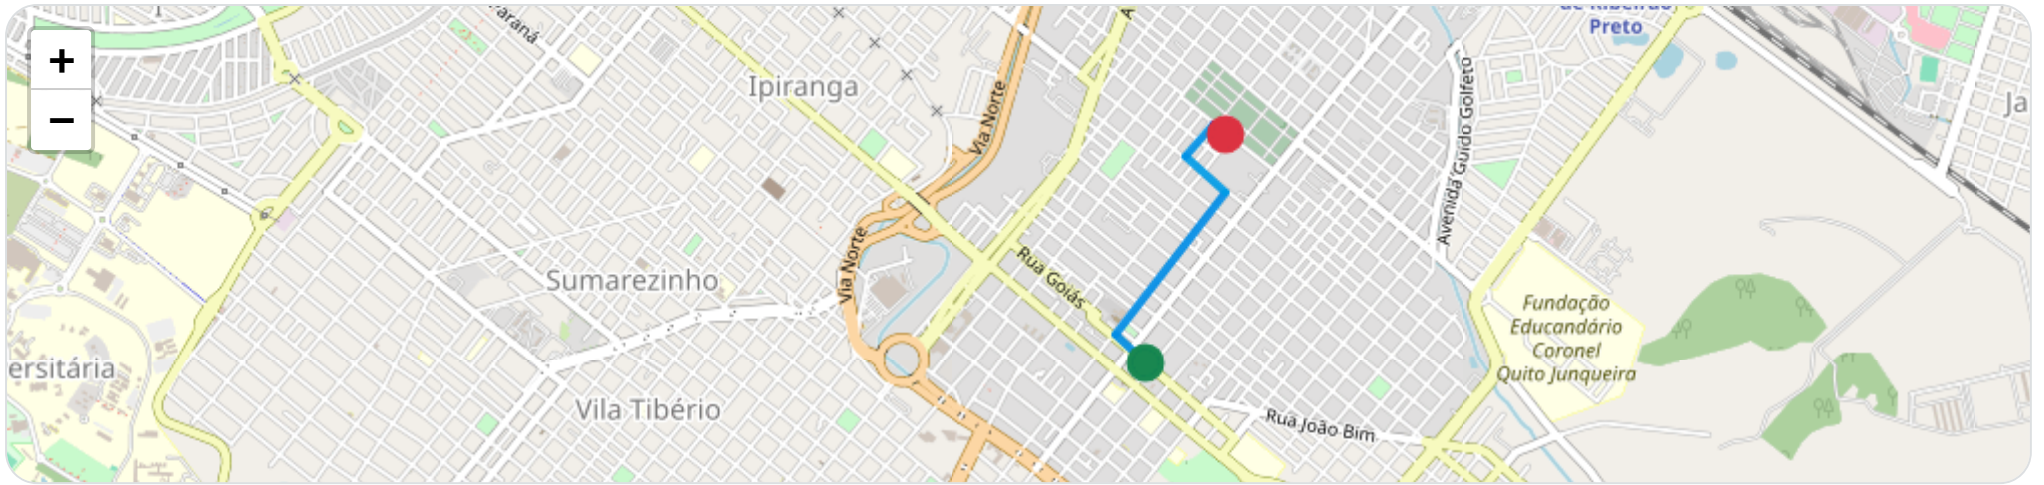 +
−
Paraná
Ipiranga
Via Norte
Preto
Avenida Guido Golfeto
Ja
Rua Goiás
Via Norte
Sumarezinho
Fundação
Educandário
Coronel
Quito Junqueira
ersitária
Vila Tibério
Rua João Bim